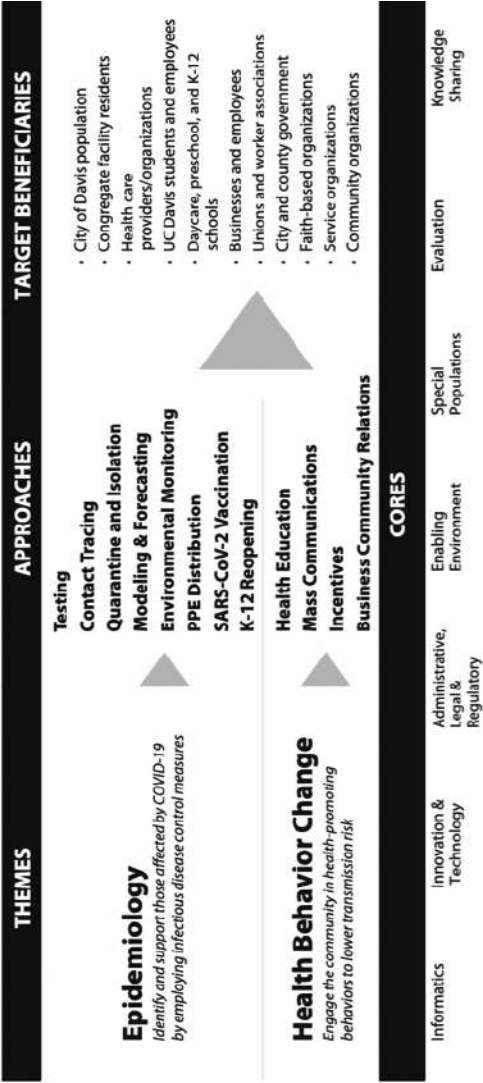 THEMES
APPROACHES
TARGET BENEFICIARIES
Epidemiology
Identify and support those affected by COVID-19
by employing infectious disease control measures
Testing
Contact Tracing
Quarantine and Isolation
Modeling & Forecasting
Environmental Monitoring
PPE Distribution
SARS-CoV-2 Vaccination
K-12 Reopening
Health Behavior Change
Engage the community in health-promoting
behaviors to lower transmission risk
Health Education
Mass Communications
Incentives
Business Community Relations
• City of Davis population
• Congregate facility residents
• Health care
providers/organizations
• UC Davis students and employees
• Daycare, preschool, and K-12
schools
• Businesses and employees
• Unions and worker associations
• City and county government
• Faith-based organizations
• Service organizations
• Community organizations
CORES
Informatics
Innovation &
Technology
Administrative,
Legal &
Regulatory
Enabling
Environment
Special
Populations
Evaluation
Knowledge
Sharing